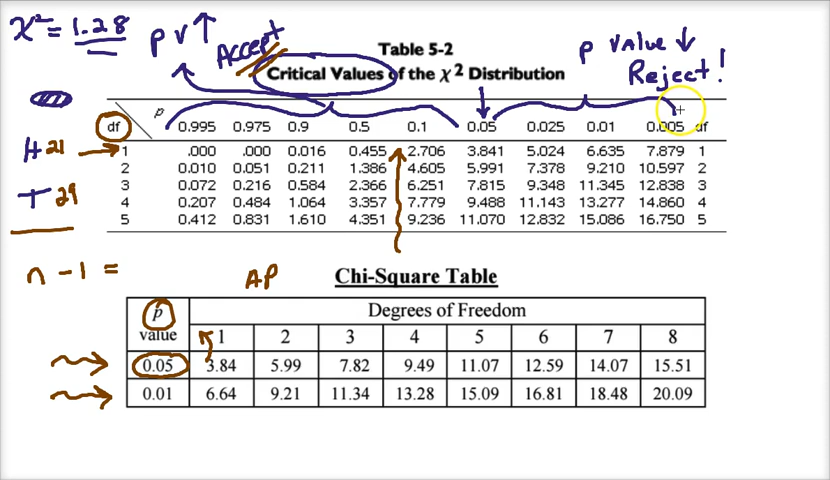 χ² = 1.28
p v ↑
Accept
p value ↓
Reject!
Table 5-2
Critical Values of the χ² Distribution
p
df 0.995 0.975 0.9 0.5 0.1 0.05 0.025 0.01 0.005 df
1 .000 .000 0.016 0.455 2.706 3.841 5.024 6.635 7.879 1
2 0.010 0.051 0.211 1.386 4.605 5.991 7.378 9.210 10.597 2
3 0.072 0.216 0.584 2.366 6.251 7.815 9.348 11.345 12.838 3
4 0.207 0.484 1.064 3.357 7.779 9.488 11.143 13.277 14.860 4
5 0.412 0.831 1.610 4.351 9.236 11.070 12.832 15.086 16.750 5
H 21
T 29
n - 1 =
AP
Chi-Square Table
p value Degrees of Freedom
1 2 3 4 5 6 7 8
0.05 3.84 5.99 7.82 9.49 11.07 12.59 14.07 15.51
0.01 6.64 9.21 11.34 13.28 15.09 16.81 18.48 20.09